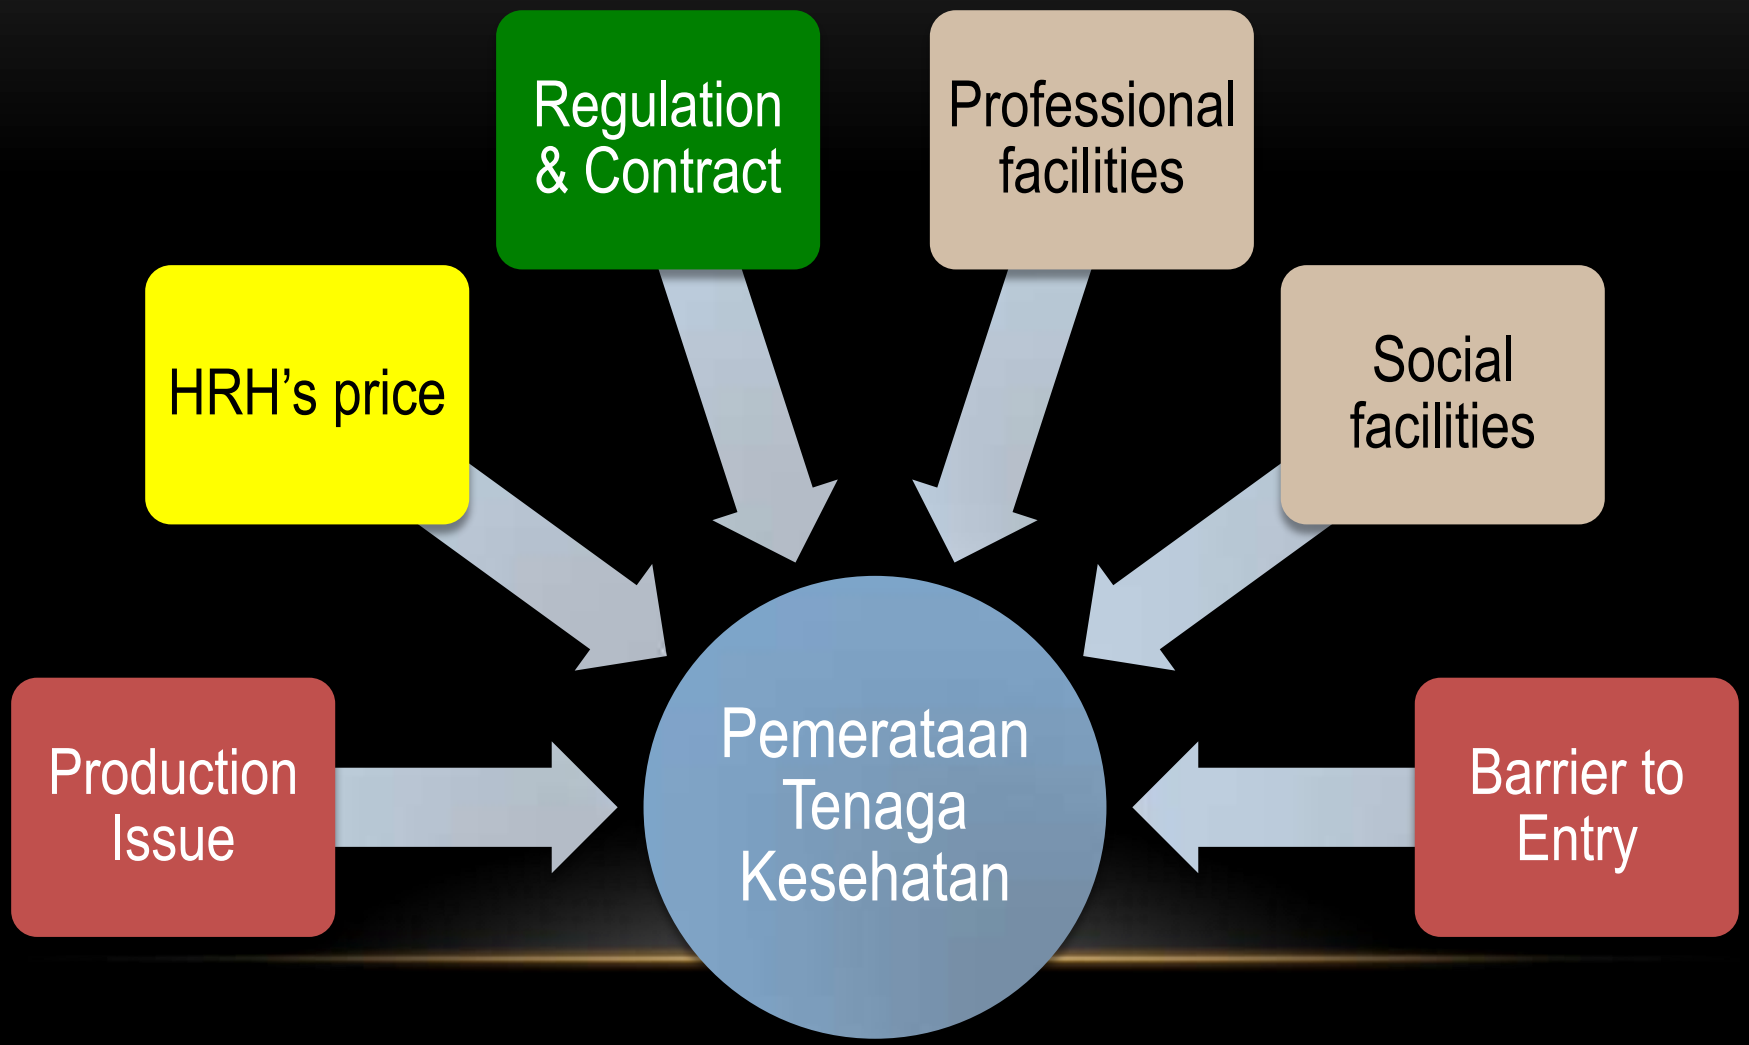 Regulation
& Contract
Professional
facilities
HRH’s price
Social
facilities
Production
Issue
Pemerataan
Tenaga
Kesehatan
Barrier to
Entry